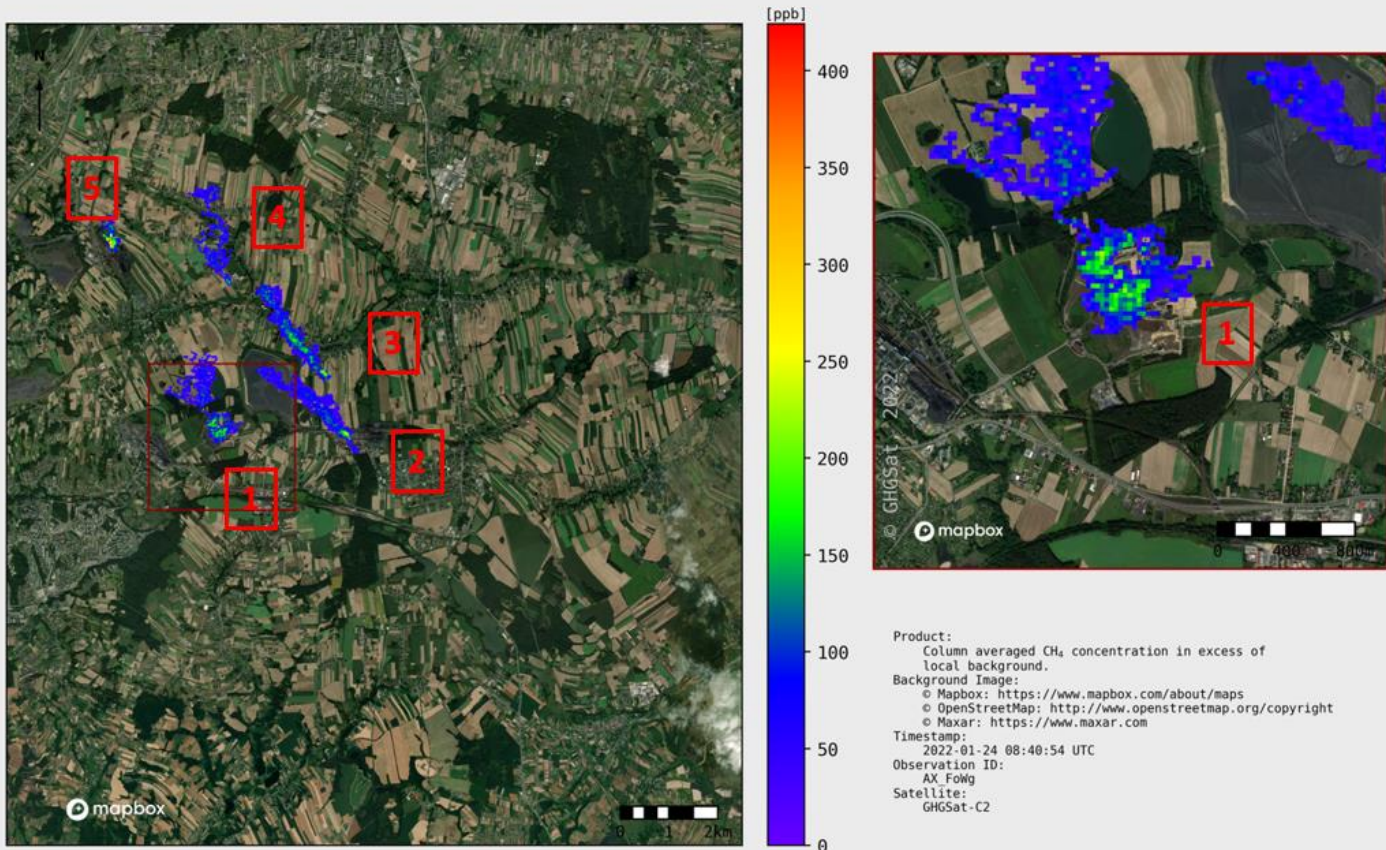 [ppb]
N
5
4
3
2
1
mapbox
0 1 2km
400
350
300
250
200
150
100
50
0
1
© GHGSat, 2022
mapbox
0 400 800m
Product:
Column averaged CH₄ concentration in excess of
local background.
Background Image:
© Mapbox: https://www.mapbox.com/about/maps
© OpenStreetMap: http://www.openstreetmap.org/copyright
© Maxar: https://www.maxar.com
Timestamp:
2022-01-24 08:40:54 UTC
Observation ID:
AX_FoWg
Satellite:
GHGSat-C2